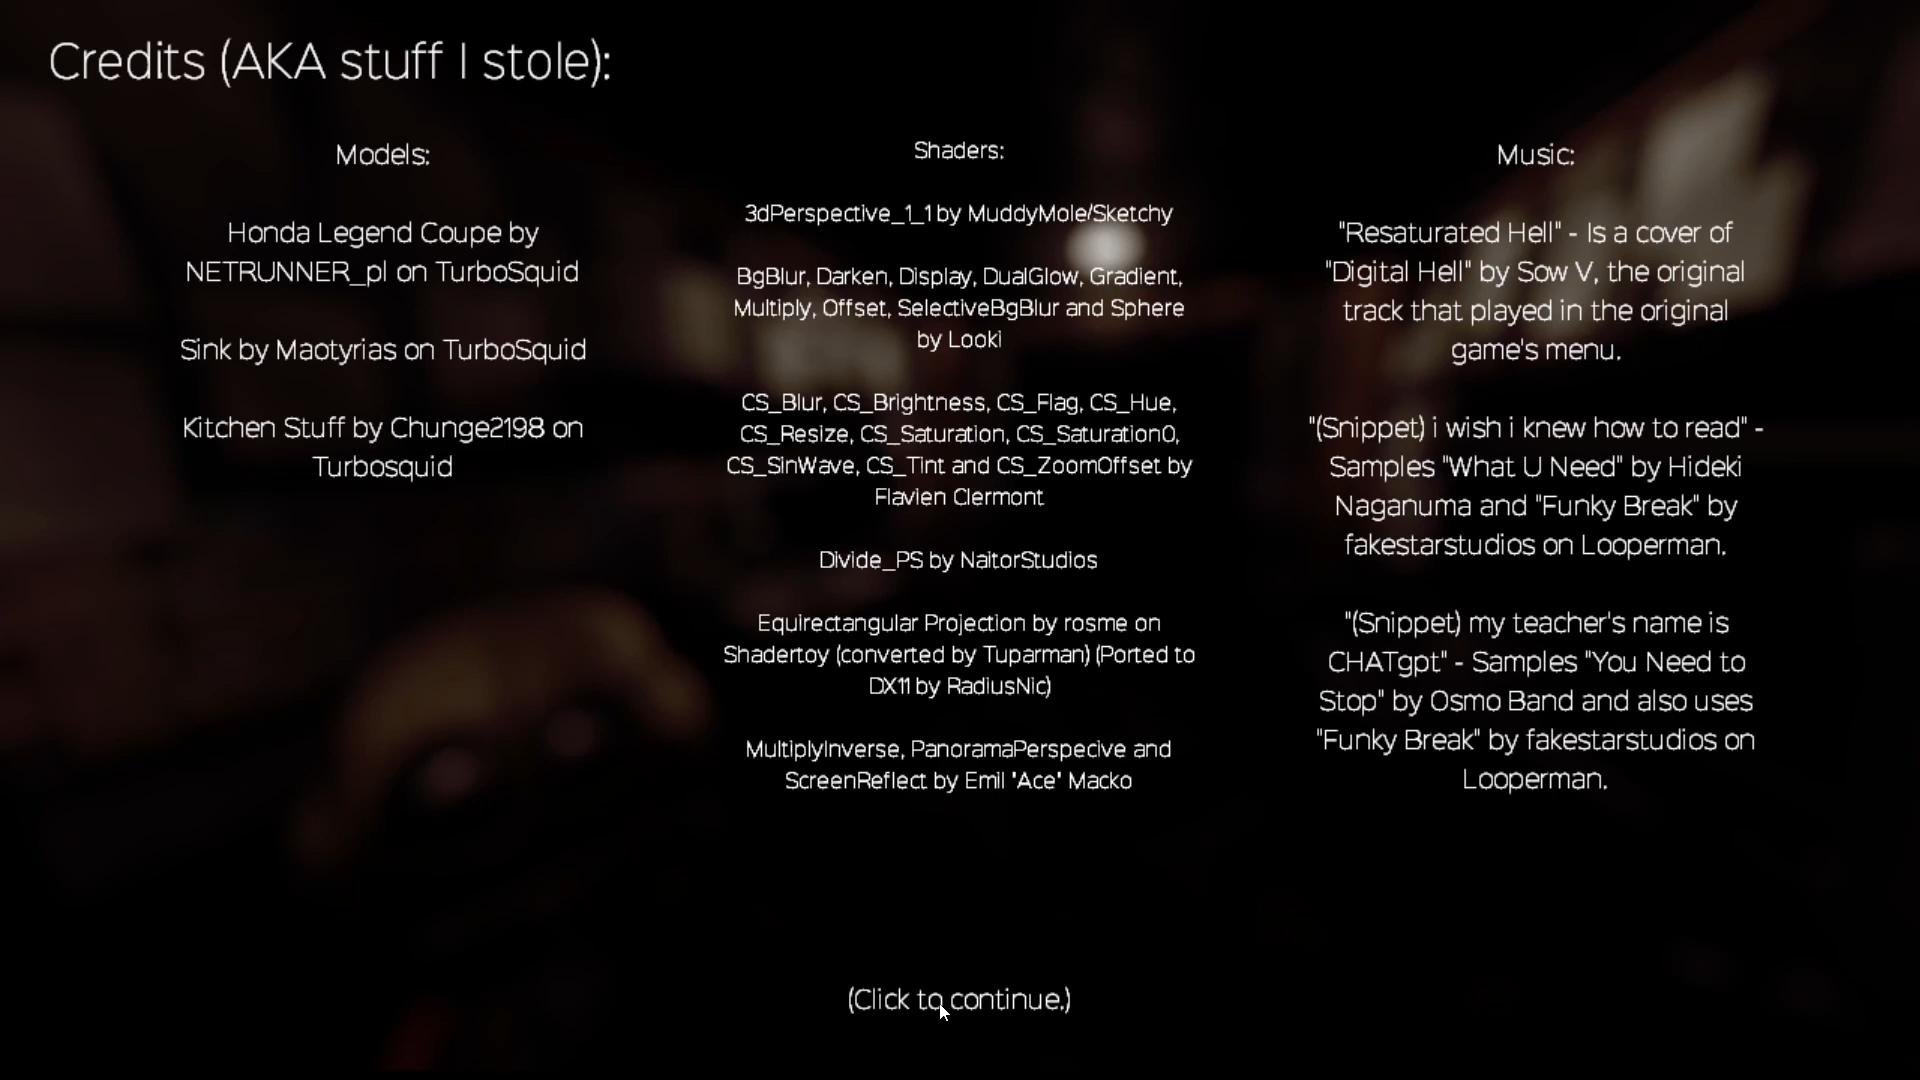 Credits (AKA stuff I stole):
Models:
Honda Legend Coupe by
NETRUNNER_pl on TurboSquid
Sink by Maotyrias on TurboSquid
Kitchen Stuff by Chunge2198 on
Turbosquid
Shaders:
3dPerspective_1_1 by MuddyMole/Sketchy
BgBlur, Darken, Display, DualGlow, Gradient,
Multiply, Offset, SelectiveBgBlur and Sphere
by Looki
CS_Blur, CS_Brightness, CS_Flag, CS_Hue,
CS_Resize, CS_Saturation, CS_Saturation0,
CS_SinWave, CS_Tint and CS_ZoomOffset by
Flavien Clermont
Divide_PS by NaitorStudios
Equirectangular Projection by rosme on
Shadertoy (converted by Tuparman) (Ported to
DX11 by RadiusNic)
MultiplyInverse, PanoramaPerspecive and
ScreenReflect by Emil "Ace" Macko
Music:
"Resaturated Hell" - Is a cover of
"Digital Hell" by Sow V, the original
track that played in the original
game's menu.
"(Snippet) i wish i knew how to read" -
Samples "What U Need" by Hideki
Naganuma and "Funky Break" by
fakestarstudios on Looperman.
"(Snippet) my teacher's name is
CHATgpt" - Samples "You Need to
Stop" by Osmo Band and also uses
"Funky Break" by fakestarstudios on
Looperman.
(Click to continue.)